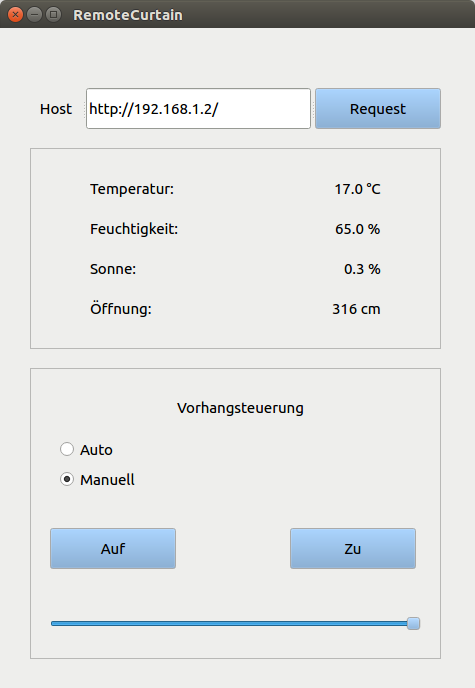 RemoteCurtain
Host http://192.168.1.2/ Request
Temperatur: 17.0 °C
Feuchtigkeit: 65.0 %
Sonne: 0.3 %
Öffnung: 316 cm
Vorhangsteuerung
Auto
Manuell
Auf Zu